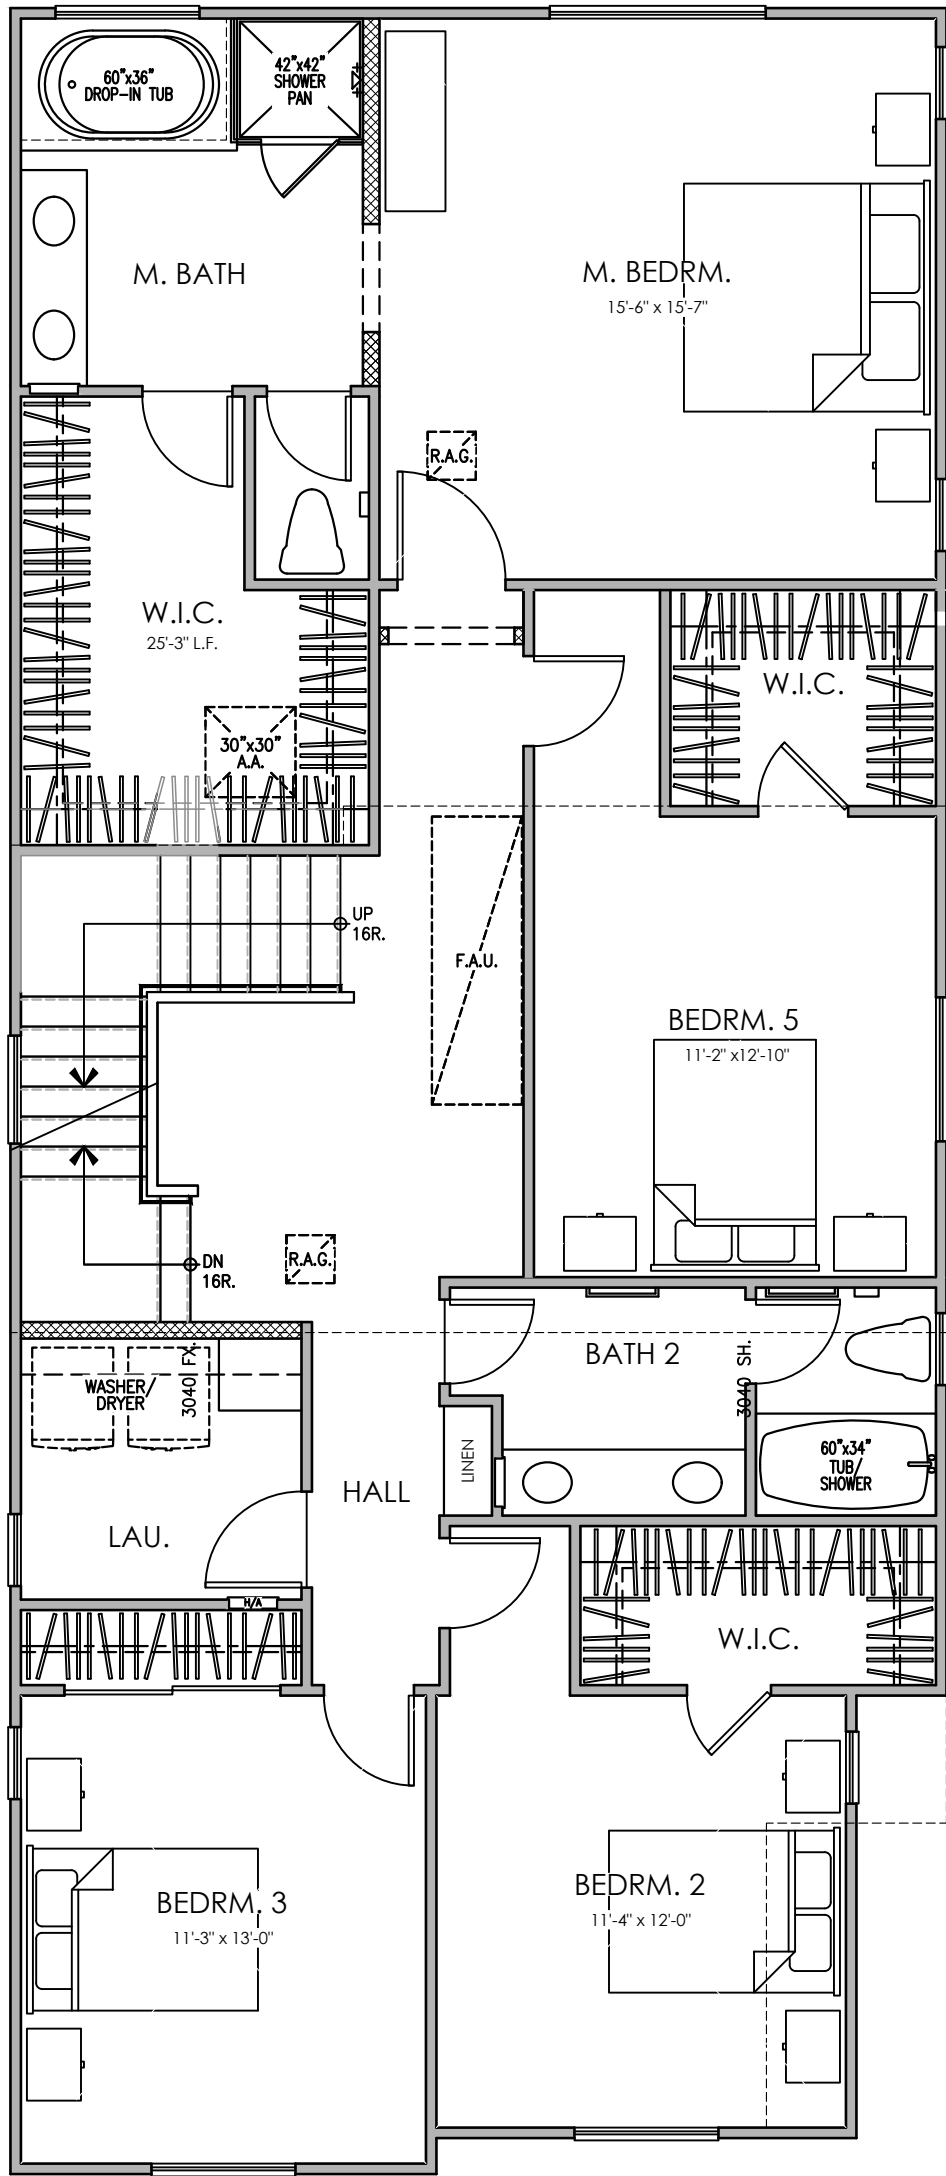 60"x36"
DROP-IN TUB
42"x42"
SHOWER
PAN
M. BATH
M. BEDRM.
15'-6" x 15'-7"
R.A.G.
W.I.C.
25'-3" L.F.
W.I.C.
30"x30"
A.A.
UP
16R.
F.A.U.
BEDRM. 5
11'-2" x12'-10"
R.A.G.
DN
16R.
WASHER/
DRYER
3040 FX.
BATH 2
3040 SH.
60"x34"
TUB/
SHOWER
LINEN
HALL
LAU.
H/A
W.I.C.
BEDRM. 3
11'-3" x 13'-0"
BEDRM. 2
11'-4" x 12'-0"